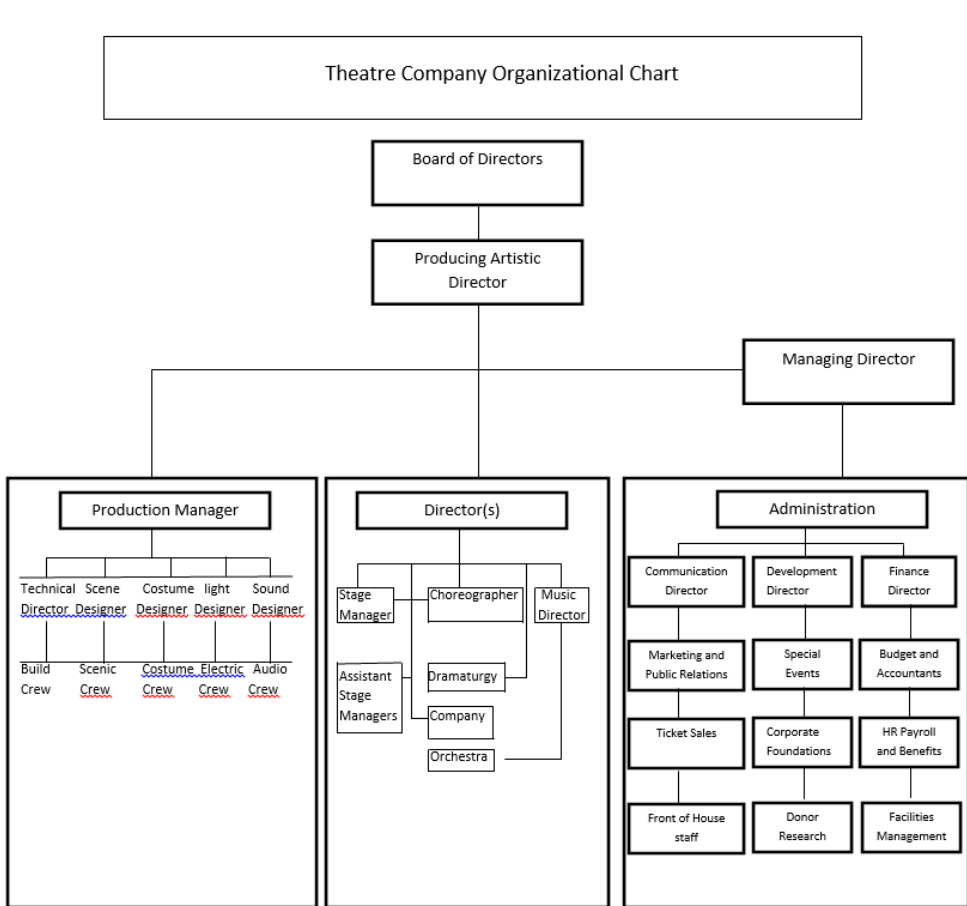 Theatre Company Organizational Chart
Board of Directors
Producing Artistic
Director
Managing Director
Production Manager
Technical Scene Costume light Sound
Director Designer Designer Designer Designer
Build Scenic Costume Electric Audio
Crew Crew Crew Crew Crew
Director(s)
Stage
Manager
Choreographer
Music
Director
Assistant
Stage
Managers
Dramaturgy
Company
Orchestra
Administration
Communication
Director
Development
Director
Finance
Director
Marketing and
Public Relations
Special
Events
Budget and
Accountants
Ticket Sales
Corporate
Foundations
HR Payroll
and Benefits
Front of House
staff
Donor
Research
Facilities
Management